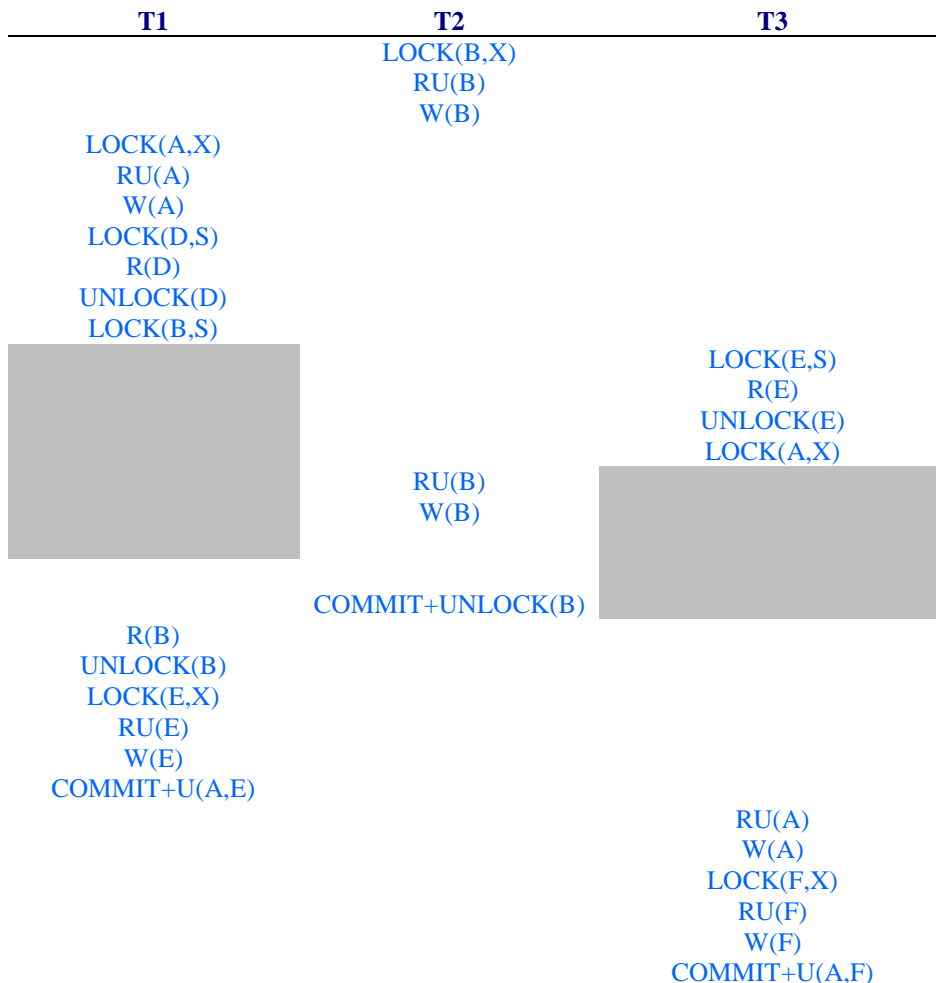 T1 T2 T3
LOCK(B,X)
RU(B)
W(B)
LOCK(A,X)
RU(A)
W(A)
LOCK(D,S)
R(D)
UNLOCK(D)
LOCK(B,S)
LOCK(E,S)
R(E)
UNLOCK(E)
LOCK(A,X)
RU(B)
W(B)
COMMIT+UNLOCK(B)
R(B)
UNLOCK(B)
LOCK(E,X)
RU(E)
W(E)
COMMIT+U(A,E)
RU(A)
W(A)
LOCK(F,X)
RU(F)
W(F)
COMMIT+U(A,F)